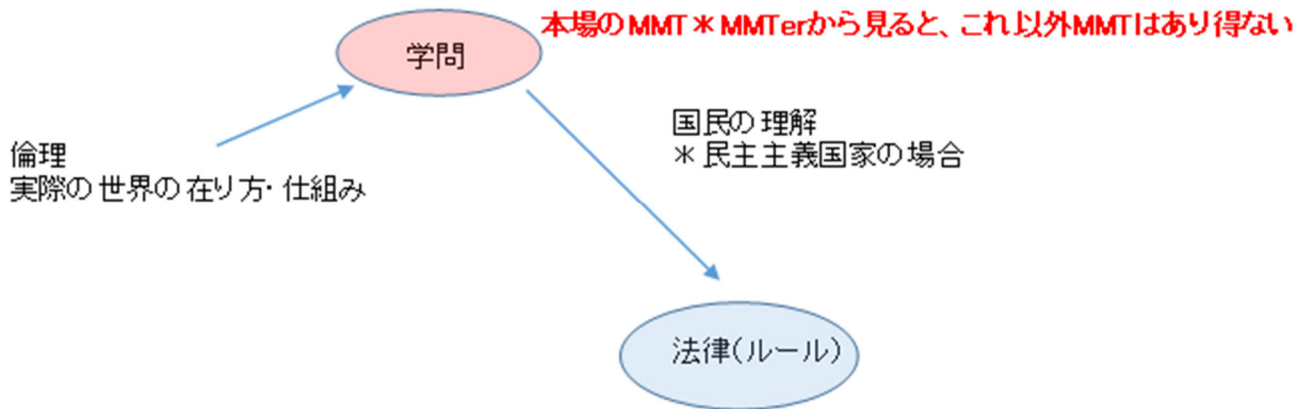 本場のMMT＊MMTerから見ると、これ以外MMTはあり得ない
学問
国民の理解
＊民主主義国家の場合
倫理
実際の世界の在り方・仕組み
法律(ルール)